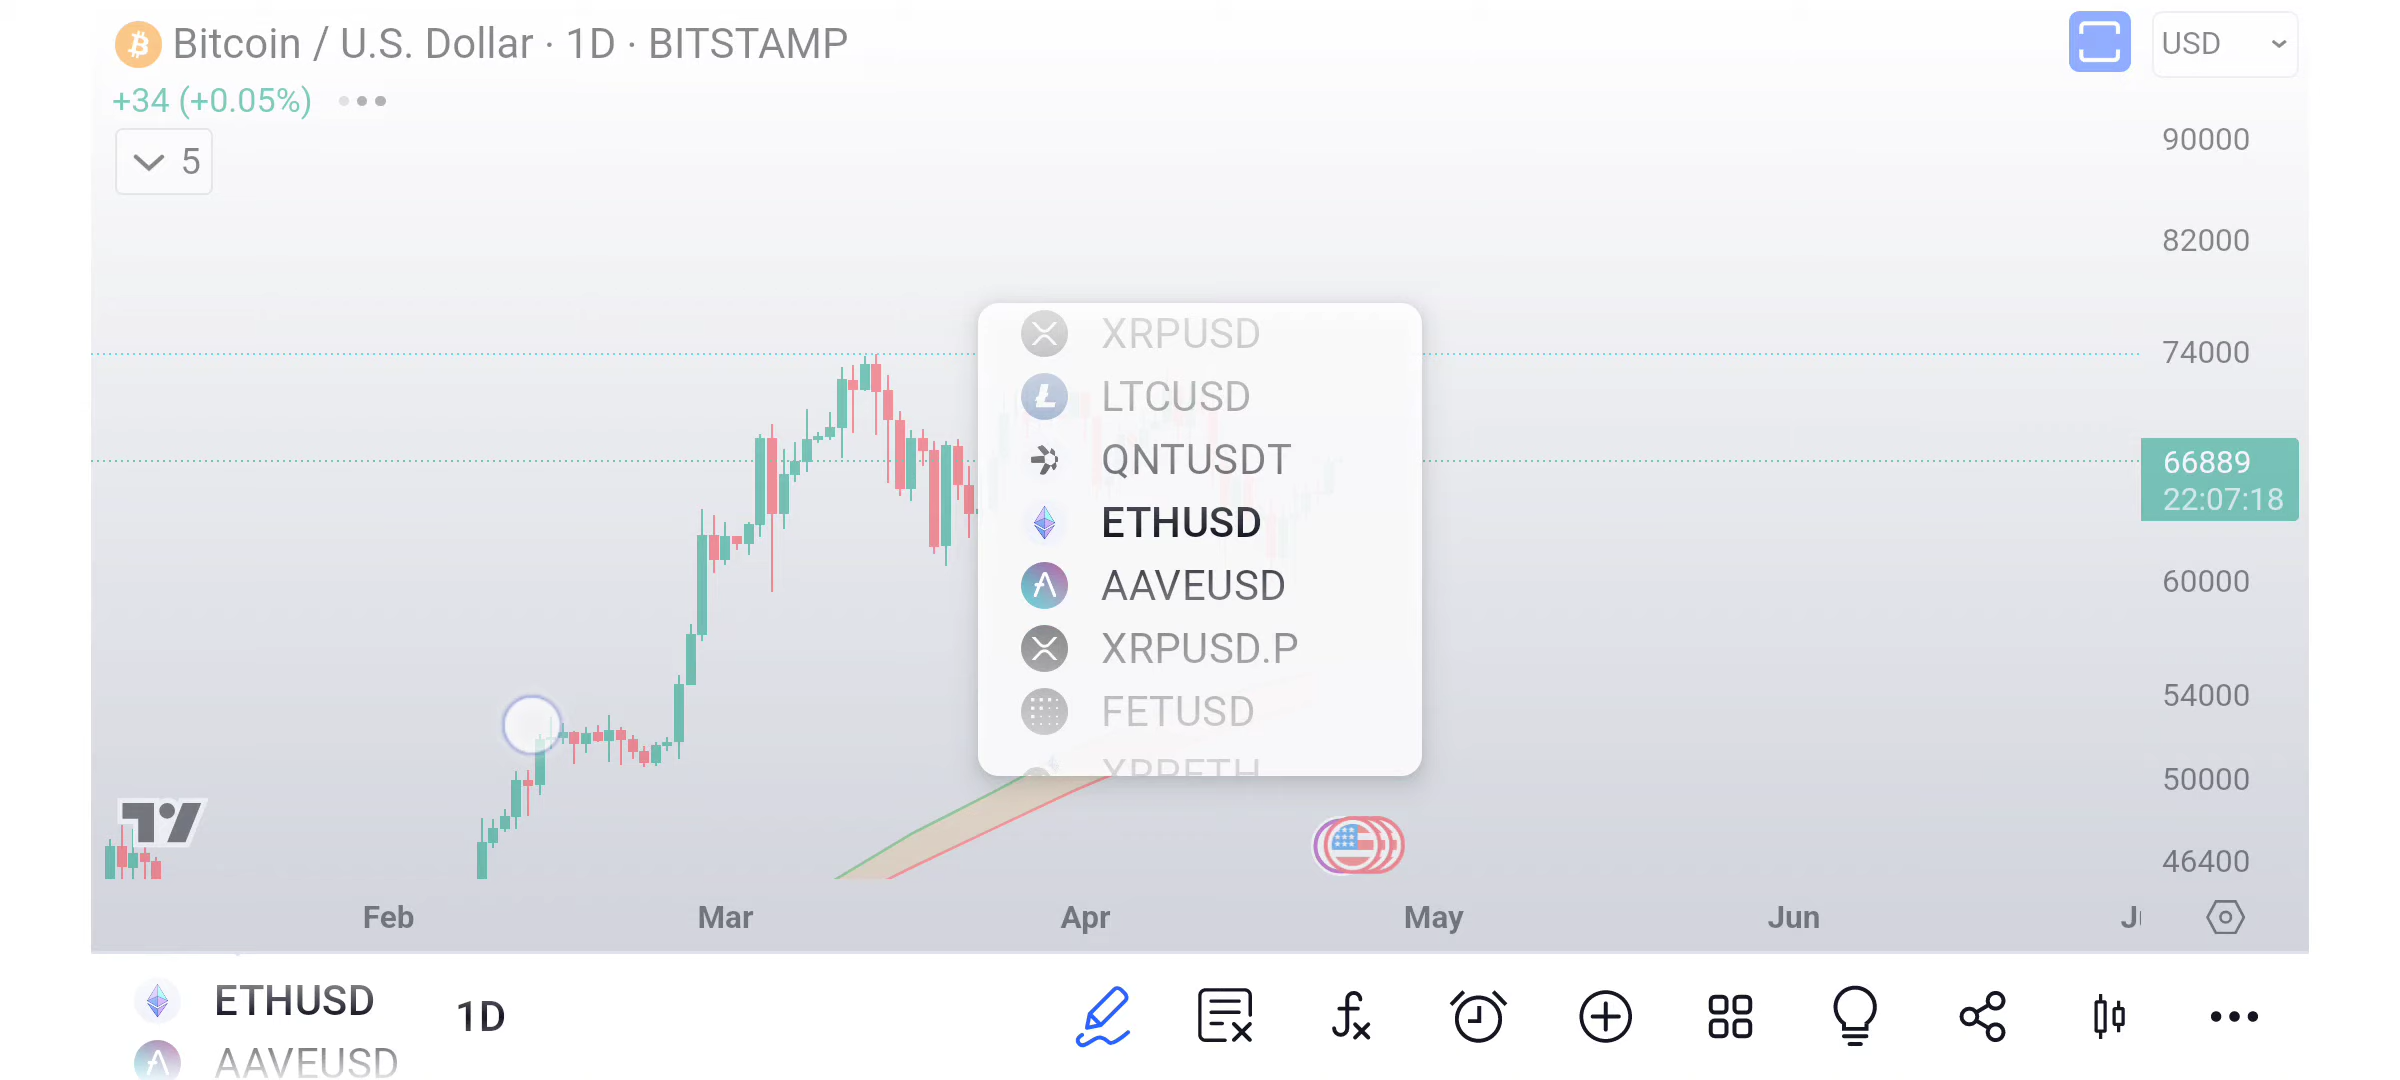 Bitcoin / U.S. Dollar · 1D · BITSTAMP
USD
+34 (+0.05%)
5
90000
82000
74000
66889
22:07:18
60000
54000
50000
46400
XRPUSD
LTCUSD
QNTUSDT
ETHUSD
AAVEUSD
XRPUSD.P
FETUSD
XRPETH
Feb
Mar
Apr
May
Jun
ETHUSD
1D
AAVEUSD